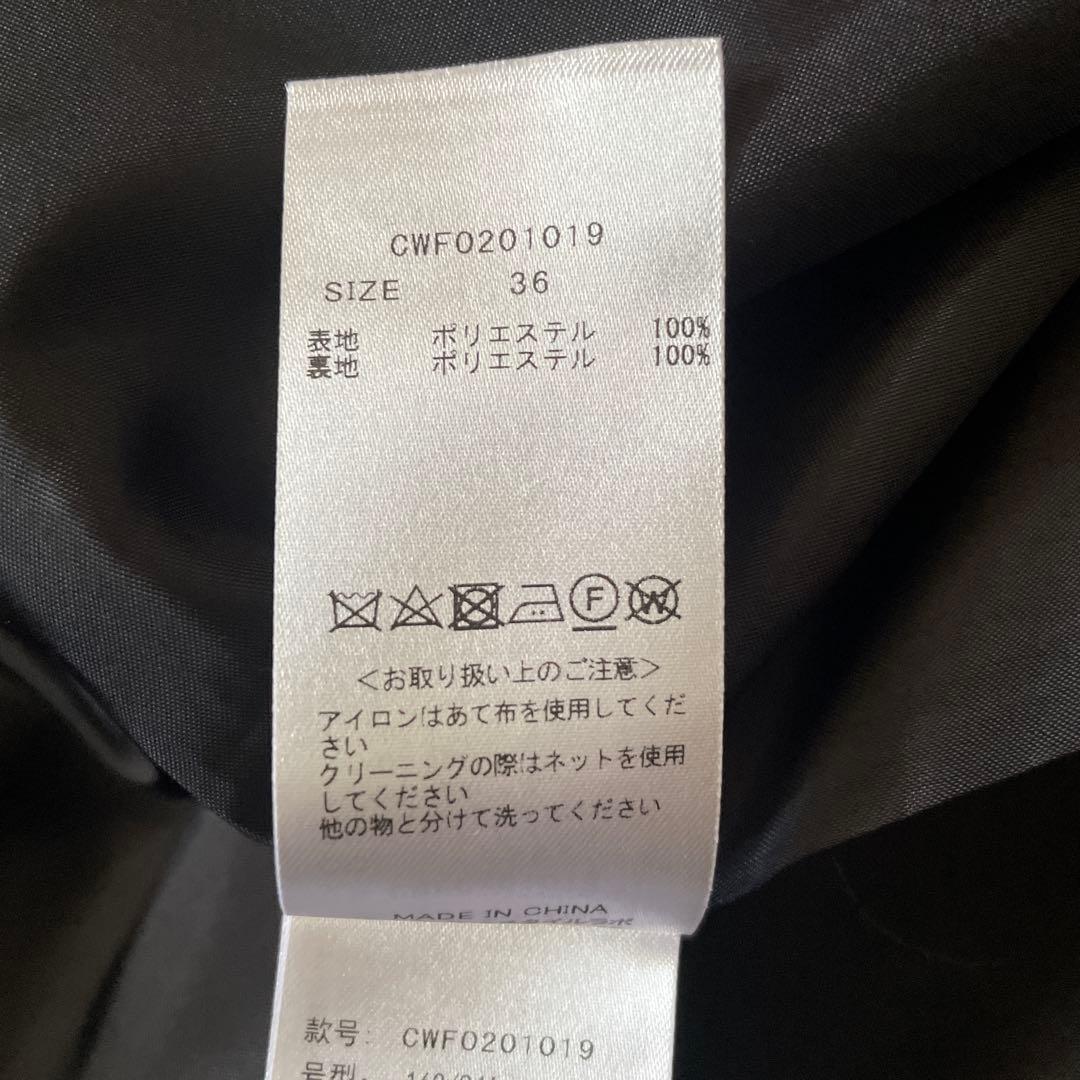 CWF0201019
SIZE 36
表地 ポリエステル 100%
裏地 ポリエステル 100%
F W
<お取り扱い上のご注意>
アイロンはあて布を使用してくだ
さい
クリーニングの際はネットを使用
してください
他の物と分けて洗ってください
MADE IN CHINA
款号: CWF0201019
号型: